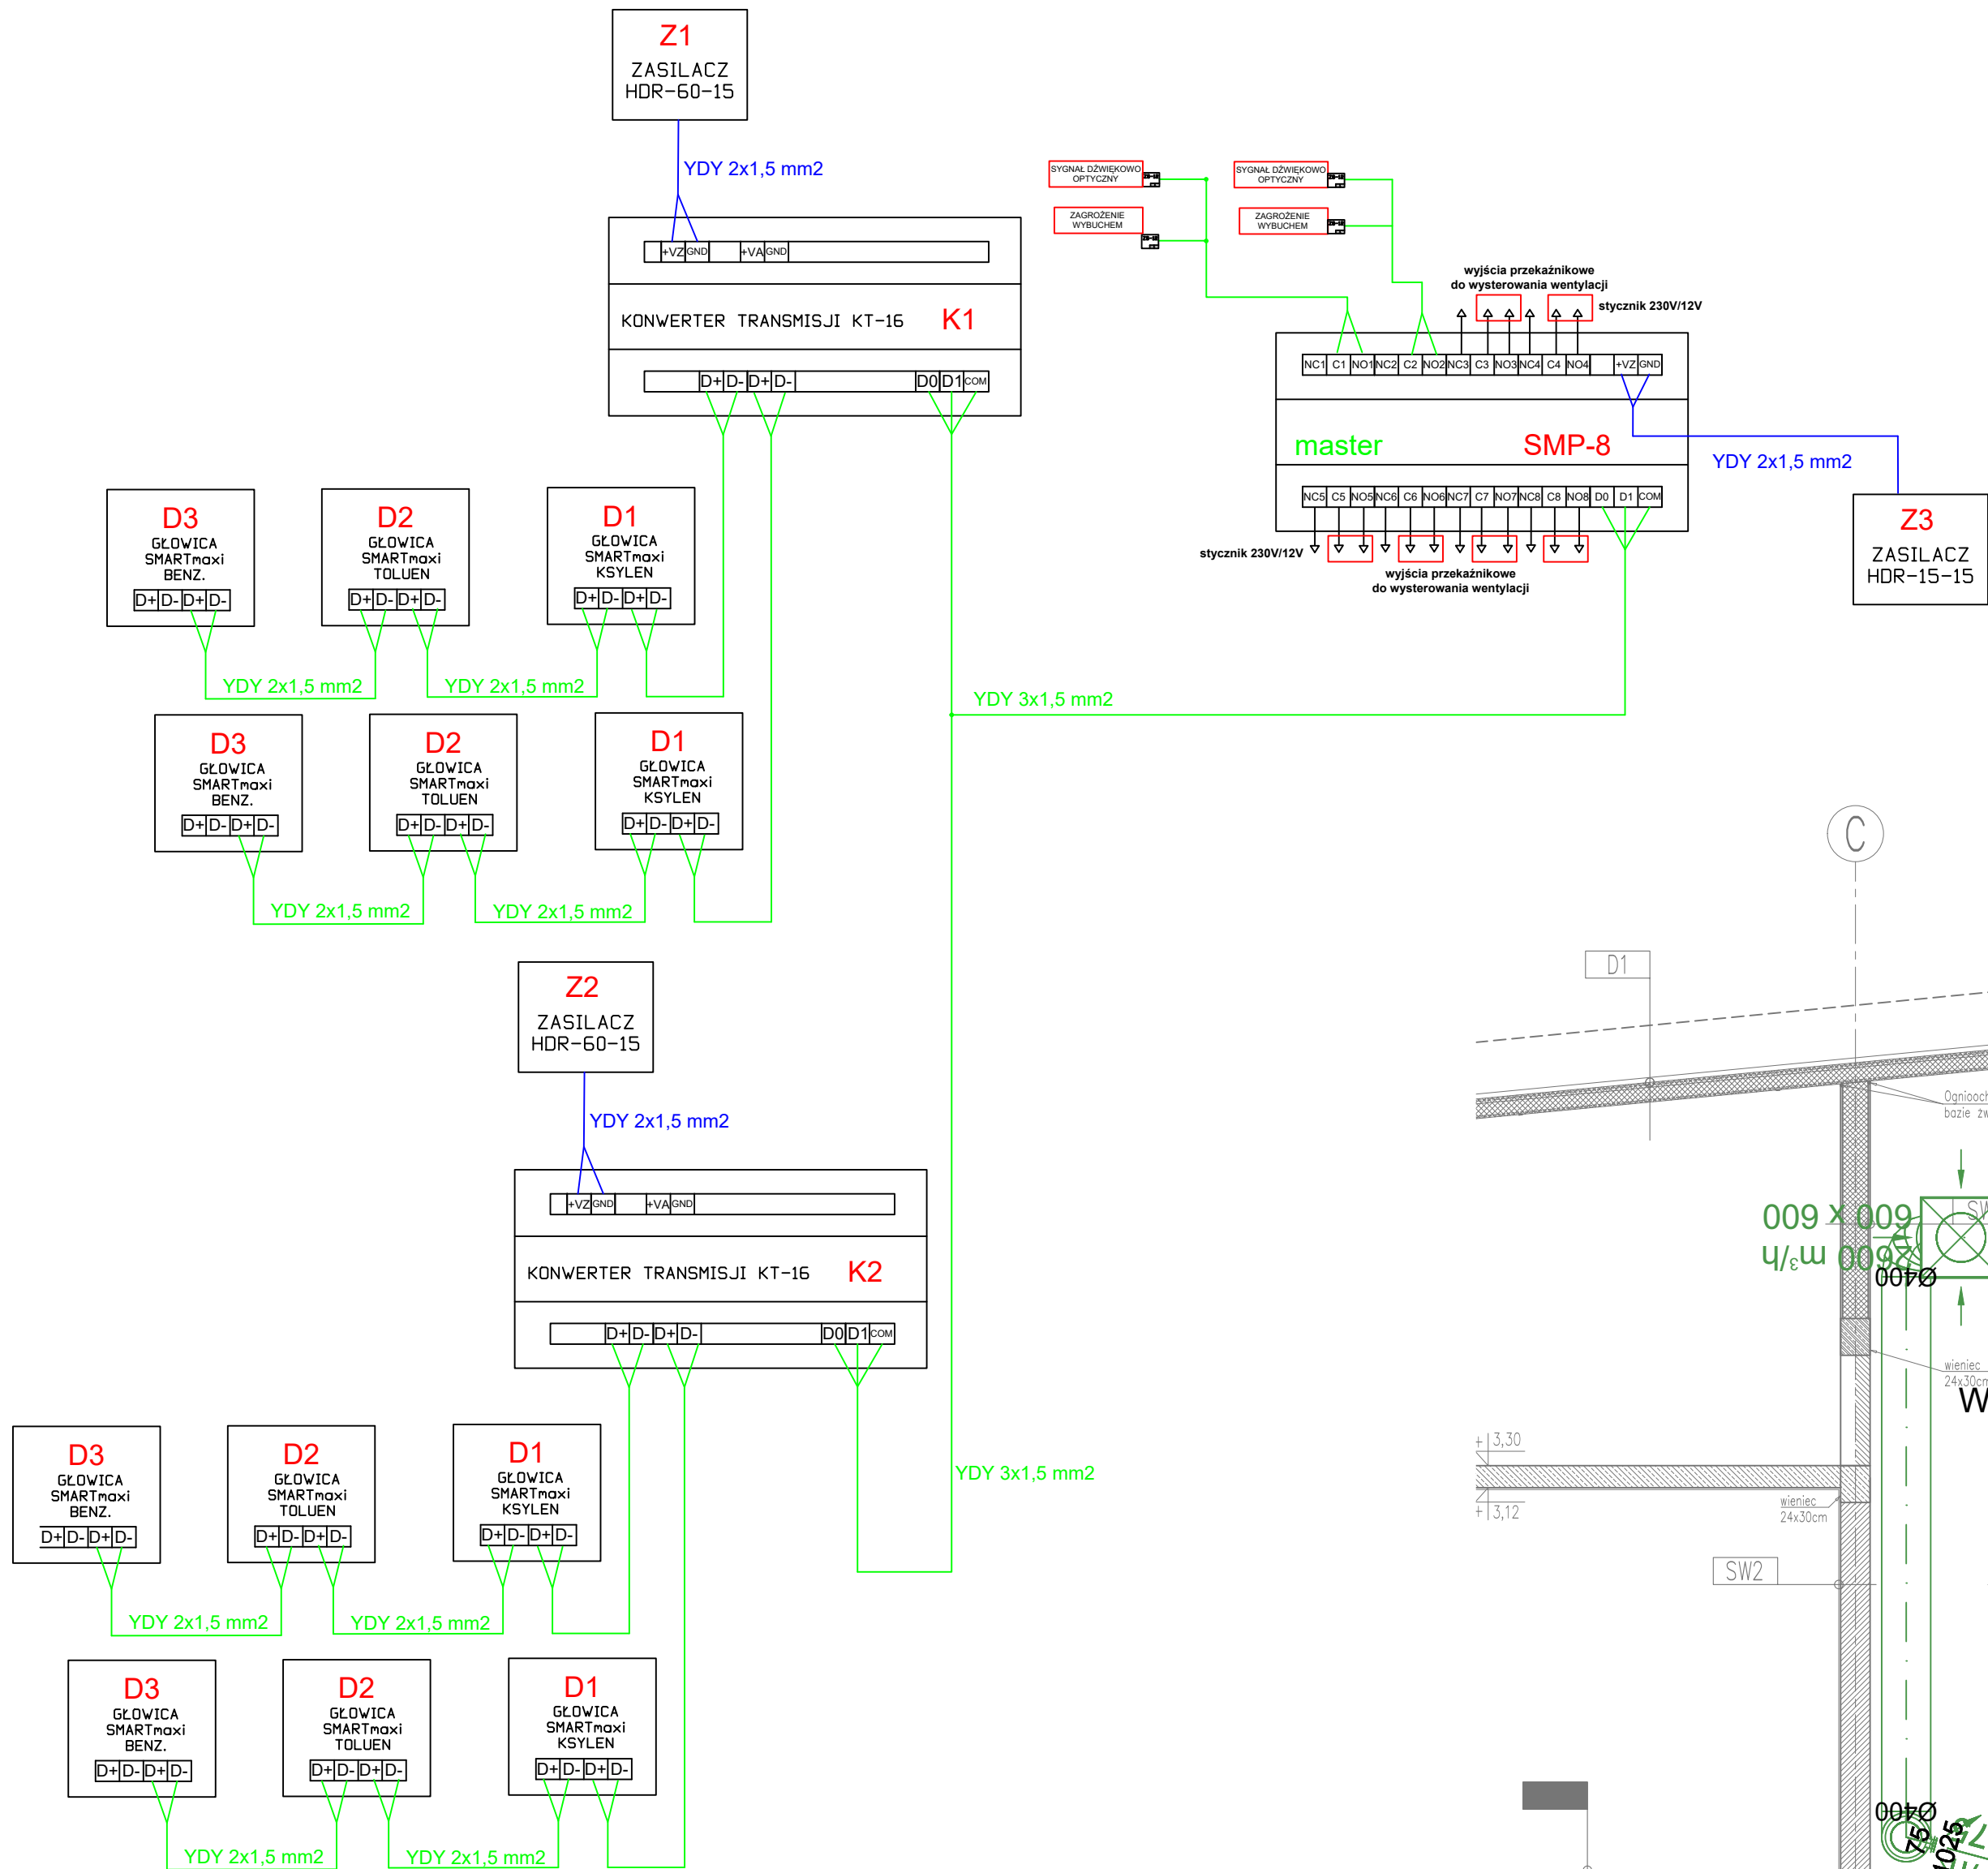 Z1
ZASILACZ
HDR-60-15
YDY 2x1,5 mm2
+VZ GND +VA GND
KONWERTER TRANSMISJI KT-16 K1
D+ D- D+ D- D0 D1 COM
SYGNAŁ DŹWIĘKOWO
OPTYCZNY
ZAGROŻENIE
WYBUCHEM
SYGNAŁ DŹWIĘKOWO
OPTYCZNY
ZAGROŻENIE
WYBUCHEM
wyjścia przekaźnikowe
do wysterowania wentylacji
stycznik 230V/12V
NC1 C1 NO1 NC2 C2 NO2 NC3 C3 NO3 NC4 C4 NO4 +VZ GND
master SMP-8
NC5 C5 NO5 NC6 C6 NO6 NC7 C7 NO7 NC8 C8 NO8 D0 D1 COM
stycznik 230V/12V
wyjścia przekaźnikowe
do wysterowania wentylacji
YDY 2x1,5 mm2
Z3
ZASILACZ
HDR-15-15
D3
GŁOWICA
SMARTmaxi
BENZ.
D+ D- D+ D-
D2
GŁOWICA
SMARTmaxi
TOLUEN
D+ D- D+ D-
D1
GŁOWICA
SMARTmaxi
KSYLEN
D+ D- D+ D-
YDY 2x1,5 mm2
YDY 2x1,5 mm2
YDY 3x1,5 mm2
D3
GŁOWICA
SMARTmaxi
BENZ.
D+ D- D+ D-
D2
GŁOWICA
SMARTmaxi
TOLUEN
D+ D- D+ D-
D1
GŁOWICA
SMARTmaxi
KSYLEN
D+ D- D+ D-
YDY 2x1,5 mm2
YDY 2x1,5 mm2
Z2
ZASILACZ
HDR-60-15
YDY 2x1,5 mm2
+VZ GND +VA GND
KONWERTER TRANSMISJI KT-16 K2
D+ D- D+ D- D0 D1 COM
D3
GŁOWICA
SMARTmaxi
BENZ.
D+ D- D+ D-
D2
GŁOWICA
SMARTmaxi
TOLUEN
D+ D- D+ D-
D1
GŁOWICA
SMARTmaxi
KSYLEN
D+ D- D+ D-
YDY 2x1,5 mm2
YDY 2x1,5 mm2
YDY 3x1,5 mm2
D3
GŁOWICA
SMARTmaxi
BENZ.
D+ D- D+ D-
D2
GŁOWICA
SMARTmaxi
TOLUEN
D+ D- D+ D-
D1
GŁOWICA
SMARTmaxi
KSYLEN
D+ D- D+ D-
YDY 2x1,5 mm2
YDY 2x1,5 mm2
C
D1
bazie
600 x 600
m³/h
Ø400
wieniec
24x30cm
W
+ 3,30
+ 3,12
wieniec
24x30cm
SW2
Ø400
75
1025